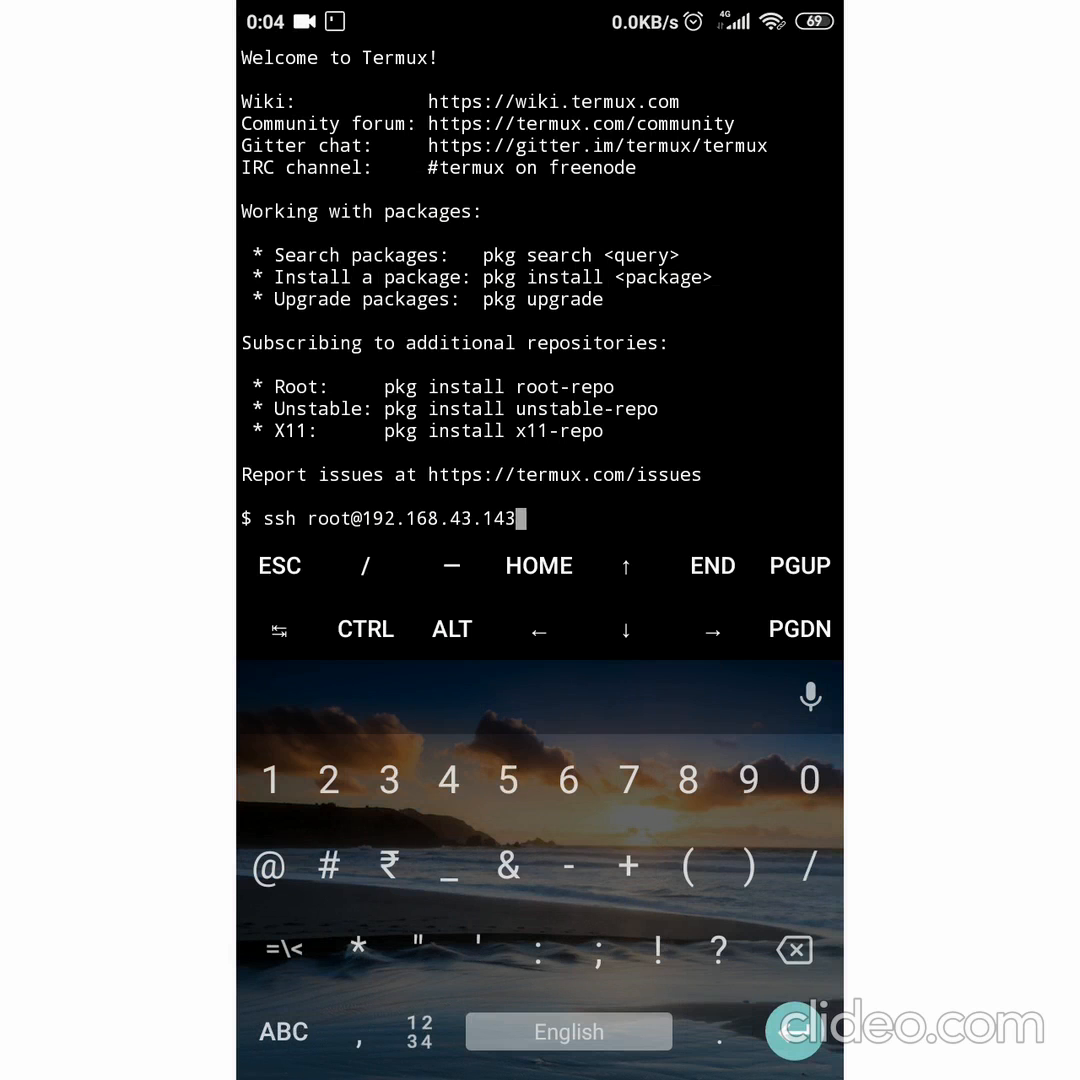 0:04 0.0KB/s 4G 69
Welcome to Termux!
Wiki: https://wiki.termux.com
Community forum: https://termux.com/community
Gitter chat: https://gitter.im/termux/termux
IRC channel: #termux on freenode
Working with packages:
* Search packages: pkg search <query>
* Install a package: pkg install <package>
* Upgrade packages: pkg upgrade
Subscribing to additional repositories:
* Root: pkg install root-repo
* Unstable: pkg install unstable-repo
* X11: pkg install x11-repo
Report issues at https://termux.com/issues
$ ssh root@192.168.43.143
ESC / — HOME ↑ END PGUP
↹ CTRL ALT ← ↓ → PGDN
1 2 3 4 5 6 7 8 9 0
@ # ₹ _ & - + ( ) /
=\< * " ' : ; ! ?
ABC , 12 34 English .
clideo.com